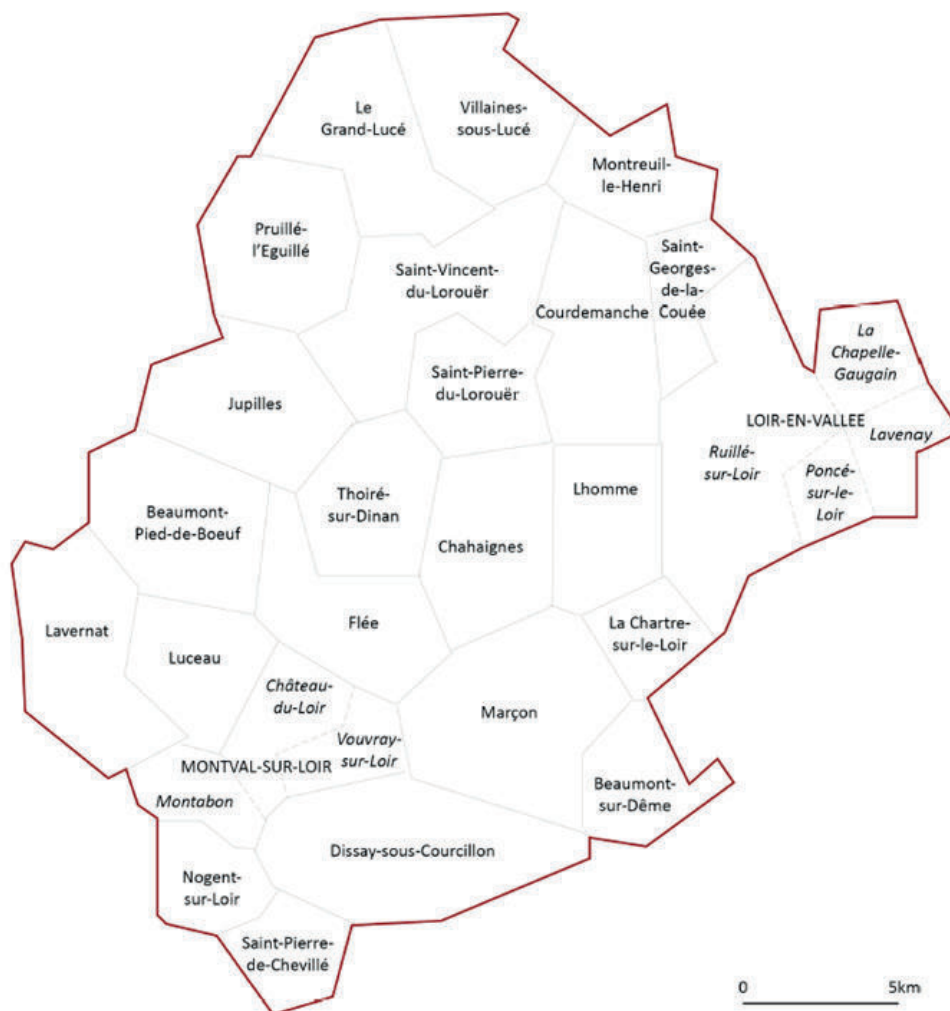 Le
Grand-Lucé
Villaines-
sous-Lucé
Montreuil-
le-Henri
Pruillé-
l'Eguillé
Saint-Vincent-
du-Lorouër
Saint-
Georges-
de-la-
Couée
Courdemanche
La
Chapelle-
Gaugain
Saint-Pierre-
du-Lorouër
Jupilles
LOIR-EN-VALLEE
Lavenay
Ruillé-
sur-Loir
Poncé-
sur-le-
Loir
Thoiré-
sur-Dinan
Lhomme
Beaumont-
Pied-de-Boeuf
Chahaignes
Lavernat
Flée
La Chartre-
sur-le-Loir
Luceau
Château-
du-Loir
Marçon
Vouvray-
sur-Loir
MONTVAL-SUR-LOIR
Montabon
Beaumont-
sur-Dême
Dissay-sous-Courcillon
Nogent-
sur-Loir
Saint-Pierre-
de-Chevillé
0 5km